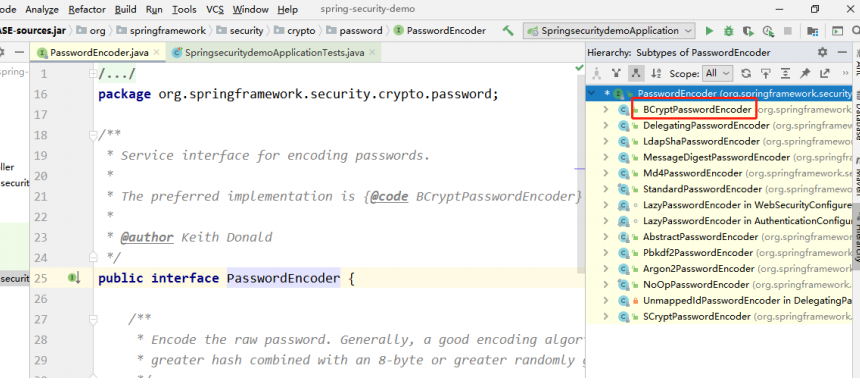 ode Analyze Refactor Build Run Tools VCS Window Help spring-security-demo
ASE-sources.jar org springframework security crypto password PasswordEncoder SpringsecuritydemoApplication
PasswordEncoder.java SpringsecuritydemoApplicationTests.java
Hierarchy: Subtypes of PasswordEncoder
Scope: All
1 /.../
16 package org.springframework.security.crypto.password;
17
18 /**
19 * Service interface for encoding passwords.
20 *
21 * The preferred implementation is {@code BCryptPasswordEncoder}
22 *
23 * @author Keith Donald
24 */
25 public interface PasswordEncoder {
26
27 /**
28 * Encode the raw password. Generally, a good encoding algor
29 * greater hash combined with an 8-byte or greater randomly g
30 */
* PasswordEncoder (org.springframework.security
BCryptPasswordEncoder (org.springframework
DelegatingPasswordEncoder (org.springframework
LdapShaPasswordEncoder (org.springframework
MessageDigestPasswordEncoder (org.springframework
Md4PasswordEncoder (org.springframework.se
StandardPasswordEncoder (org.springframework
LazyPasswordEncoder in WebSecurityConfigure
LazyPasswordEncoder in AuthenticationConfigu
AbstractPasswordEncoder (org.springframework
Pbkdf2PasswordEncoder (org.springframework
Argon2PasswordEncoder (org.springframework
NoOpPasswordEncoder (org.springframework
UnmappedIdPasswordEncoder in DelegatingPa
SCryptPasswordEncoder (org.springframework
spring-
ller
securit
securit
Database
Hierarchy